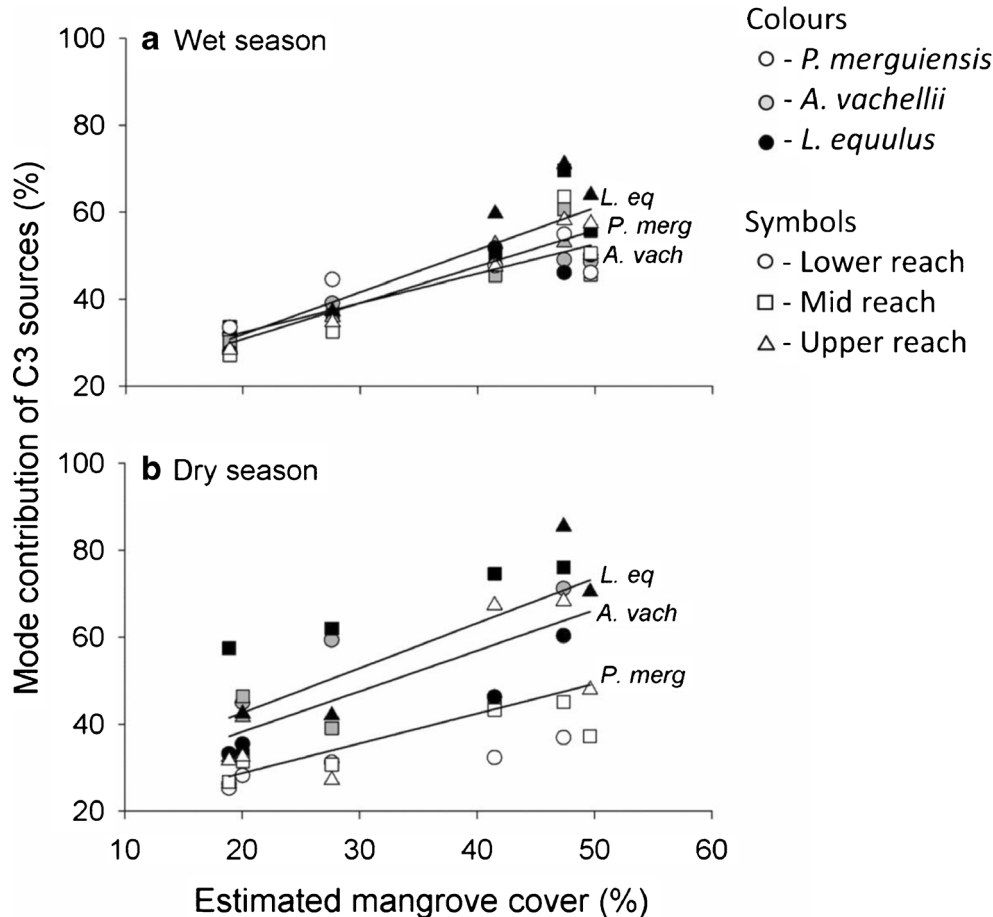 Mode contribution of C3 sources (%)
a Wet season
100
80
60
40
20
L. eq
P. merg
A. vach
b Dry season
100
80
60
40
20
L. eq
A. vach
P. merg
10 20 30 40 50 60
Estimated mangrove cover (%)
Colours
- P. merguiensis
- A. vachellii
- L. equulus
Symbols
- Lower reach
- Mid reach
- Upper reach